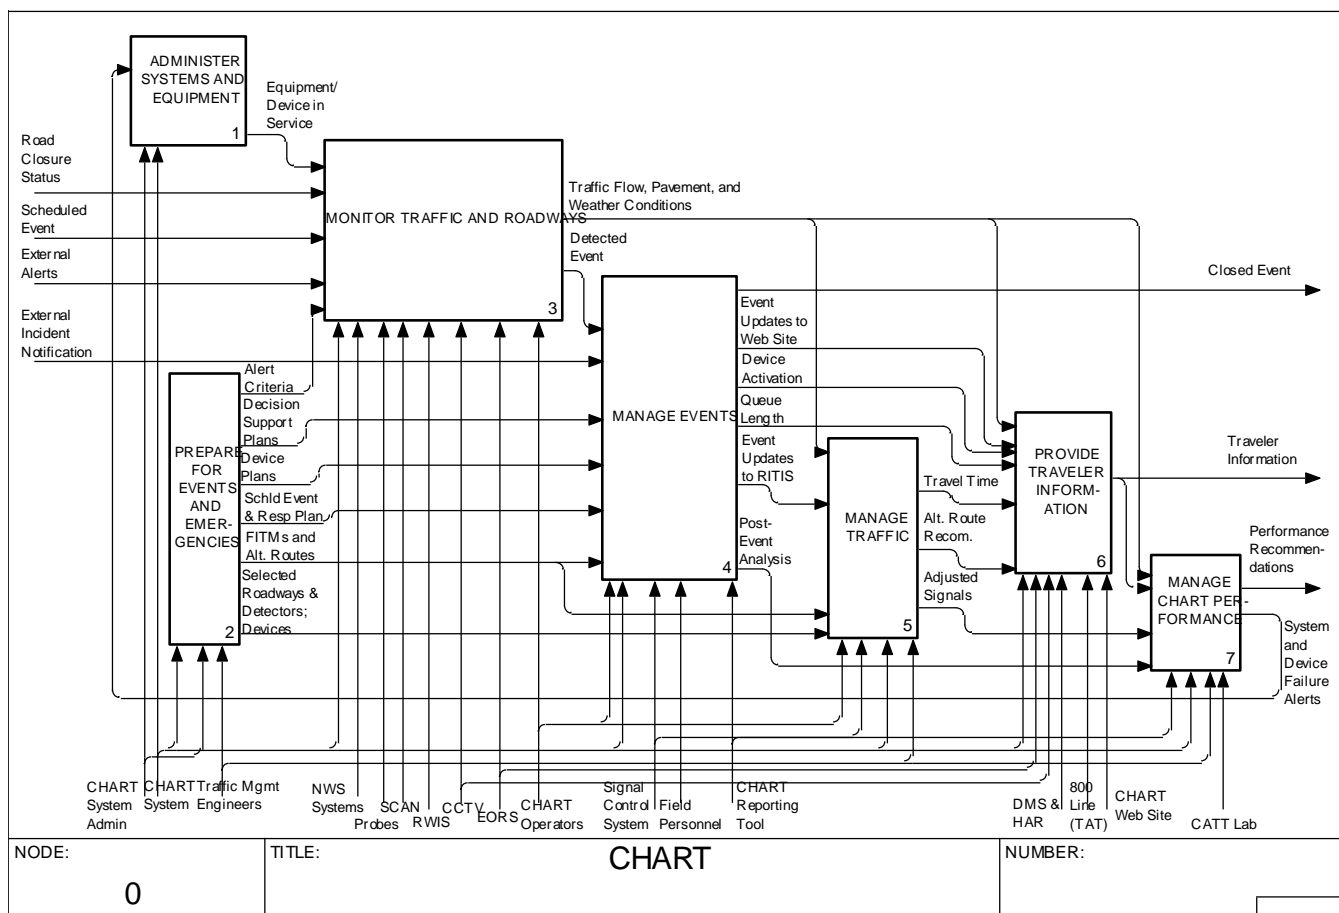 ADMINISTER
SYSTEMS AND
EQUIPMENT
1
Equipment/
Device in
Service
Road
Closure
Status
Scheduled
Event
External
Alerts
External
Incident
Notification
MONITOR TRAFFIC AND ROADWAYS
3
Traffic Flow, Pavement, and
Weather Conditions
Detected
Event
Closed Event
Alert
Criteria
Decision
Support
Plans
Device
Plans
Schld Event
& Resp Plan
FITMs and
Alt. Routes
Selected
Roadways &
Detectors;
Devices
PREPARE
FOR
EVENTS
AND
EMER-
GENCIES
2
MANAGE EVENTS
4
Event
Updates to
Web Site
Device
Activation
Queue
Length
Event
Updates
to RITIS
Post-
Event
Analysis
MANAGE
TRAFFIC
5
Travel Time
Alt. Route
Recom.
Adjusted
Signals
PROVIDE
TRAVELER
INFORM-
ATION
6
Traveler
Information
Performance
Recommen-
dations
MANAGE
CHART PER-
FORMANCE
7
System
and
Device
Failure
Alerts
CHART
System
Admin
CHART
System
Traffic Mgmt
Engineers
NWS
Systems
Probes
SCAN
RWIS
CCTV
EORS
CHART
Operators
Signal
Control
System
Field
Personnel
CHART
Reporting
Tool
DMS &
HAR
800
Line
(TAT)
CHART
Web Site
CATT Lab
NODE:
0
TITLE:
CHART
NUMBER: